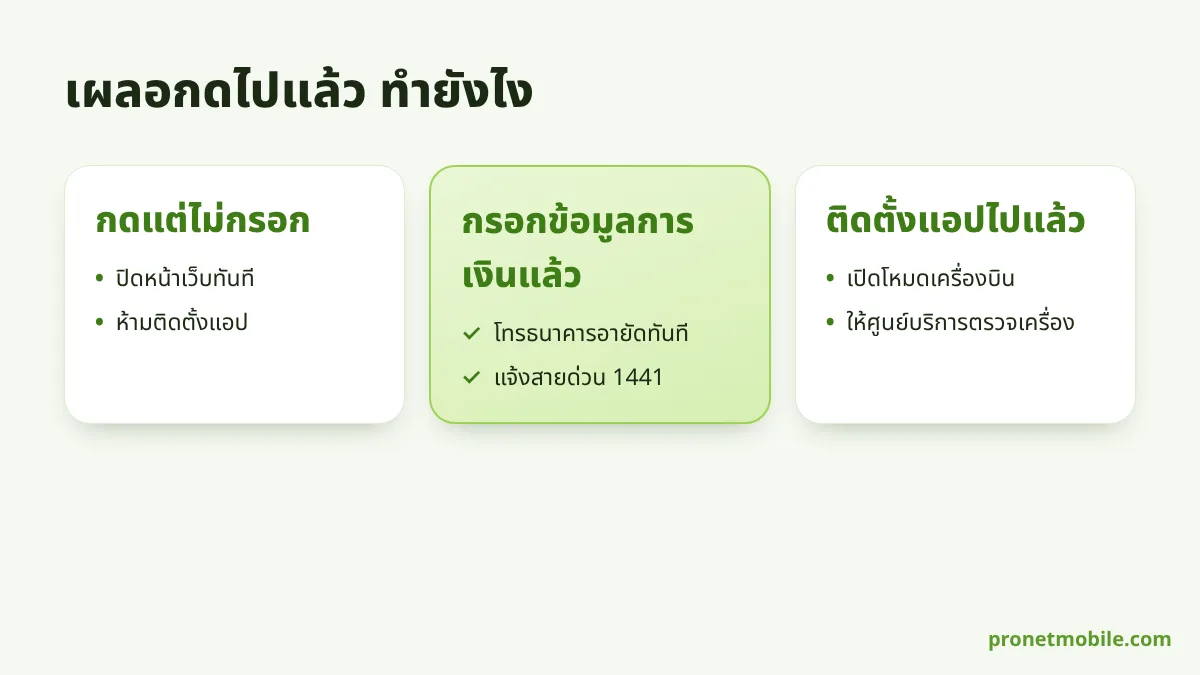 เผลอกดไปแล้ว ทำยังไง
กดแต่ไม่กรอก
ปิดหน้าเว็บทันที
ห้ามติดตั้งแอป
กรอกข้อมูลการ
เงินแล้ว
โทรธนาคารอายัดทันที
แจ้งสายด่วน 1441
ติดตั้งแอปไปแล้ว
เปิดโหมดเครื่องบิน
ให้ศูนย์บริการตรวจเครื่อง
pronetmobile.com